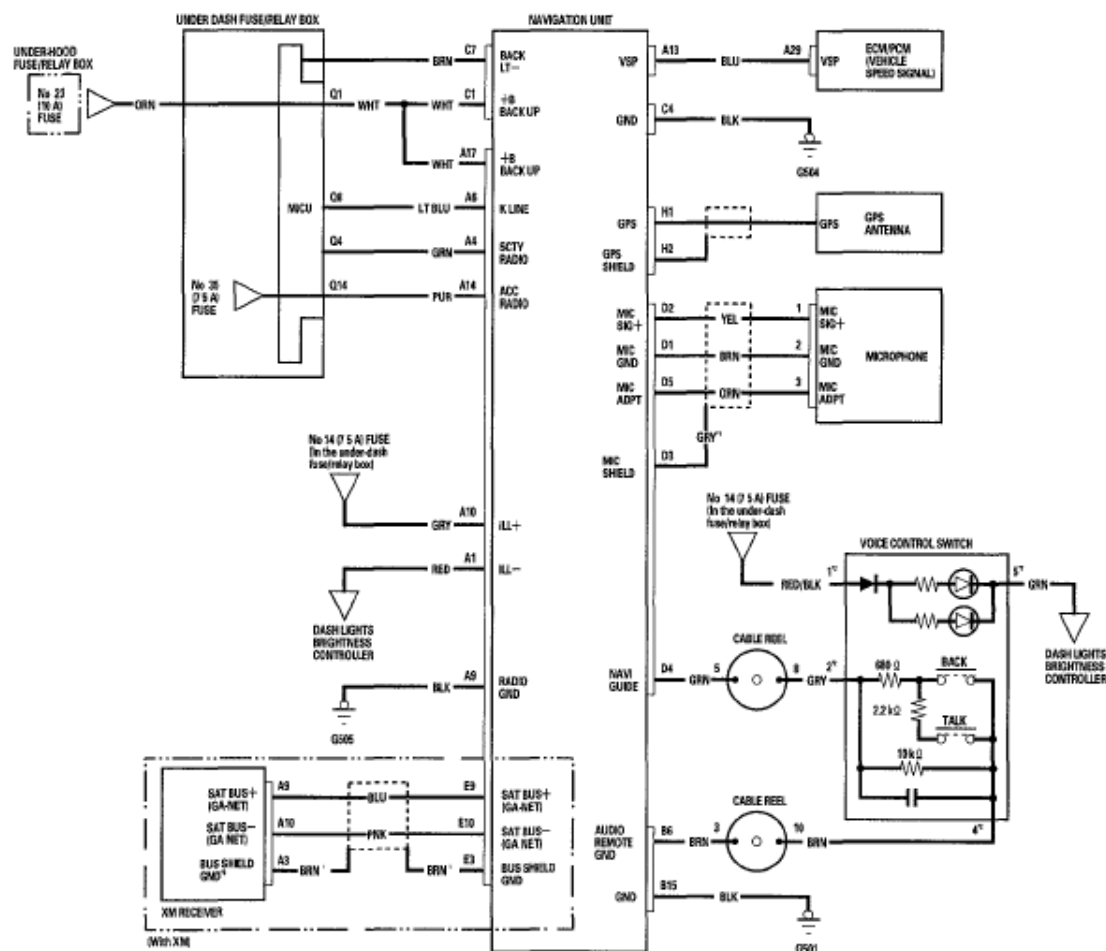 UNDER DASH FUSE/RELAY BOX
NAVIGATION UNIT
UNDER-HOOD
FUSE/RELAY BOX
No 23
(10 A)
FUSE
ORN
BRN
C7
BACK
LT−
Q1
WHT
WHT
C1
+B
BACK UP
WHT
A17
+B
BACK UP
MICU
Q8
LT BLU
A6
K LINE
Q4
GRN
A4
SCTY
RADIO
No 35
(7 5 A)
FUSE
Q14
PUR
A14
ACC
RADIO
VSP
A13
BLU
A29
VSP
ECM/PCM
(VEHICLE
SPEED SIGNAL)
GND
C4
BLK
G504
GPS
H1
GPS
GPS
ANTENNA
GPS
SHIELD
H2
MIC
SIG+
D2
YEL
1
MIC
SIG+
MIC
GND
D1
BRN
2
MIC
GND
MICROPHONE
MIC
ADPT
D5
ORN
3
MIC
ADPT
GRY*1
MIC
SHIELD
D3
No 14 (7 5 A) FUSE
(In the under-dash
fuse/relay box)
GRY
A10
ILL+
RED
A1
ILL−
DASH LIGHTS
BRIGHTNESS
CONTROLLER
BLK
A9
RADIO
GND
G505
No 14 (7 5 A) FUSE
(In the under-dash
fuse/relay box)
VOICE CONTROL SWITCH
RED/BLK
GRN
DASH LIGHTS
BRIGHTNESS
CONTROLLER
NAVI
GUIDE
D4
GRN
5
CABLE REEL
8
GRY
680 Ω
BACK
2.2 kΩ
TALK
10 kΩ
AUDIO
REMOTE
GND
B6
BRN
3
CABLE REEL
10
BRN
GND
B15
BLK
G501
SAT BUS+
(GA-NET)
A9
BLU
E9
SAT BUS+
(GA-NET)
SAT BUS−
(GA NET)
A10
PNK
E10
SAT BUS−
(GA NET)
BUS SHIELD
A3
BRN
BRN
E3
BUS SHIELD
GND
XM RECEIVER
(With XM)